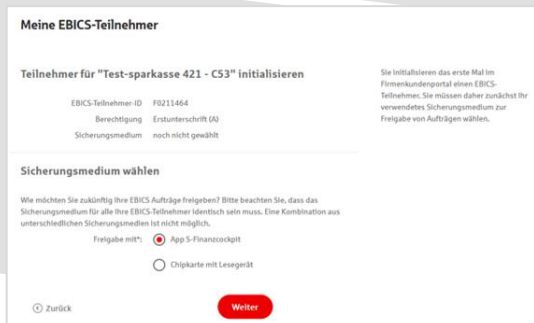 Meine EBICS-Teilnehmer
Teilnehmer für "Test-sparkasse 421 - C53" initialisieren
EBICS-Teilnehmer-ID F0211464
Berechtigung Erstunterschrift (A)
Sicherungsmedium noch nicht gewählt
Sie initialisieren das erste Mal im
Firmenkundenportal einen EBICS-
Teilnehmer. Sie müssen daher zunächst Ihr
verwendetes Sicherungsmedium zur
Freigabe von Aufträgen wählen.
Sicherungsmedium wählen
Wie möchten Sie zukünftig Ihre EBICS Aufträge freigeben? Bitte beachten Sie, dass das
Sicherungsmedium für alle Ihre EBICS-Teilnehmer identisch sein muss. Eine Kombination aus
unterschiedlichen Sicherungsmedien ist nicht möglich.
Freigabe mit*: App S-Finanzcockpit
Chipkarte mit Lesegerät
Zurück
Weiter